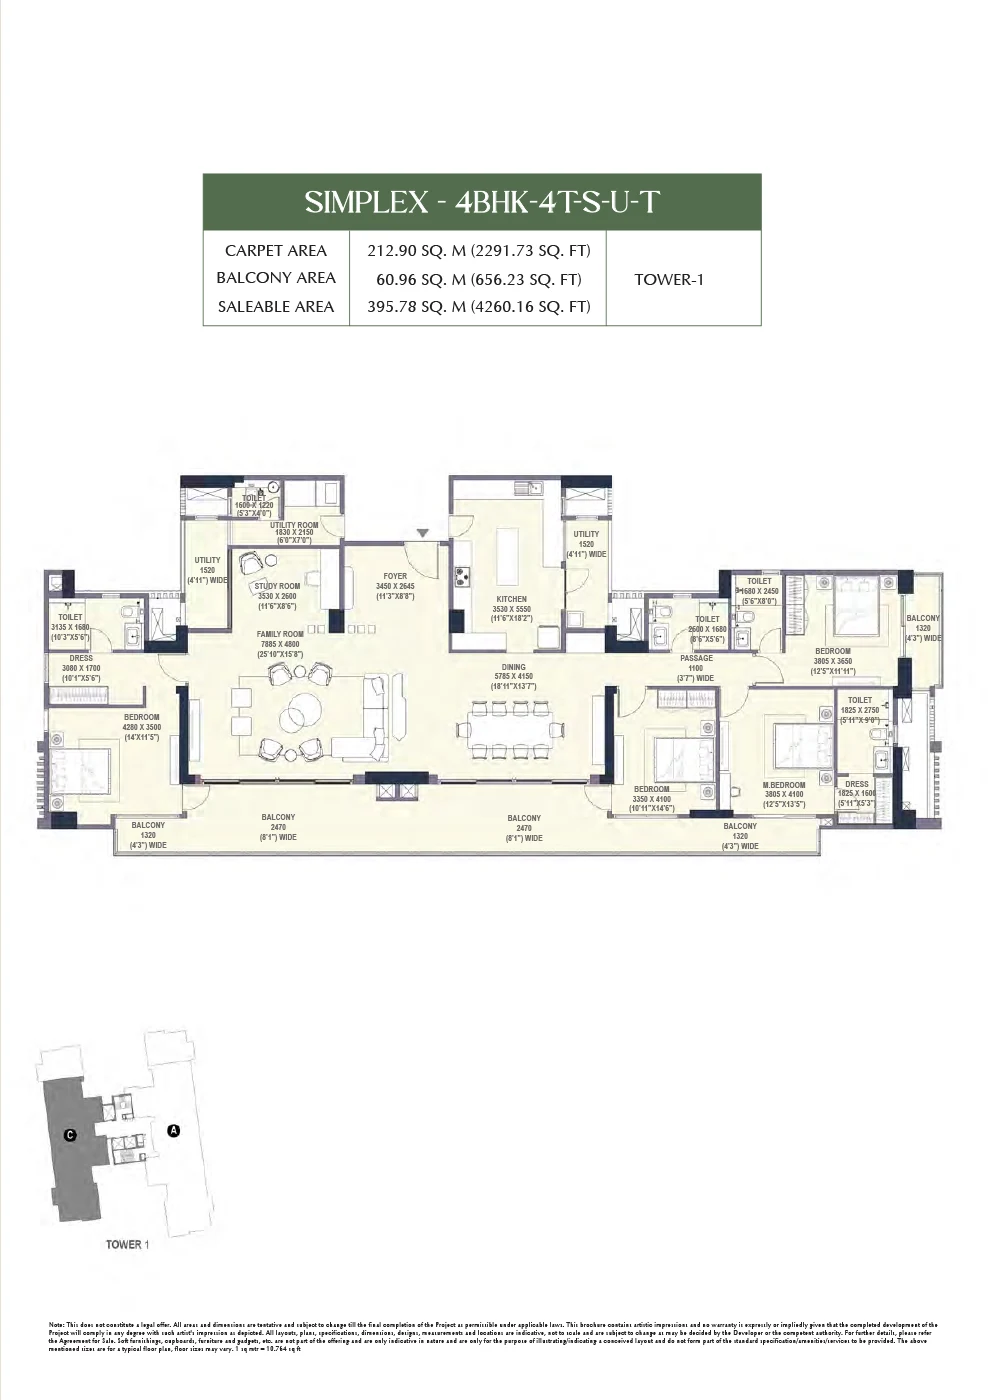 SIMPLEX - 4BHK-4T-S-U-T
CARPET AREA
212.90 SQ. M (2291.73 SQ. FT)
BALCONY AREA
60.96 SQ. M (656.23 SQ. FT)
TOWER-1
SALEABLE AREA
395.78 SQ. M (4260.16 SQ. FT)
TOILET
1600 X 1220
(5'3"X4'0")
UTILITY ROOM
1830 X 2150
(6'0"X7'0")
UTILITY
1520
(4'11") WIDE
STUDY ROOM
3530 X 2600
(11'6"X8'6")
FOYER
3450 X 2645
(11'3"X8'8")
KITCHEN
3530 X 5550
(11'6"X18'2")
UTILITY
1520
(4'11") WIDE
TOILET
3135 X 1680
(10'3"X5'6")
DRESS
3080 X 1700
(10'1"X5'6")
BEDROOM
4280 X 3500
(14'X11'5")
FAMILY ROOM
7885 X 4800
(25'10"X15'8")
DINING
5785 X 4150
(18'11"X13'7")
TOILET
2600 X 1680
(8'6"X5'6")
PASSAGE
1100
(3'7") WIDE
TOILET
1680 X 2450
(5'6"X8'0")
BEDROOM
3805 X 3650
(12'5"X11'11")
BALCONY
1320
(4'3") WIDE
TOILET
1825 X 2750
(5'11"X 9'0")
BEDROOM
3350 X 4100
(10'11"X14'6")
M.BEDROOM
3805 X 4100
(12'5"X13'5")
DRESS
1825 X 1600
(5'11"X5'3")
BALCONY
1320
(4'3") WIDE
BALCONY
2470
(8'1") WIDE
BALCONY
2470
(8'1") WIDE
BALCONY
1320
(4'3") WIDE
C
A
TOWER 1
Note: This does not constitute a legal offer. All areas and dimensions are tentative and subject to change till the final completion of the Project as permissible under applicable laws. This brochure contains artistic impressions and no warranty is expressly or impliedly given that the completed development of the
Project will comply in any degree with such artist's impression as depicted. All layouts, plans, specifications, dimensions, designs, measurements and locations are indicative, not to scale and are subject to change as may be decided by the Developer or the competent authority. For further details, please refer
the Agreement for Sale. Soft furnishings, cupboards, furniture and gadgets, etc. are not part of the offering and are only indicative in nature and are only for the purpose of illustrating/indicating a conceived layout and do not form part of the standard specification/amenities/services to be provided. The above
mentioned sizes are for a typical floor plan, floor sizes may vary. 1 sq mtr = 10.764 sq ft